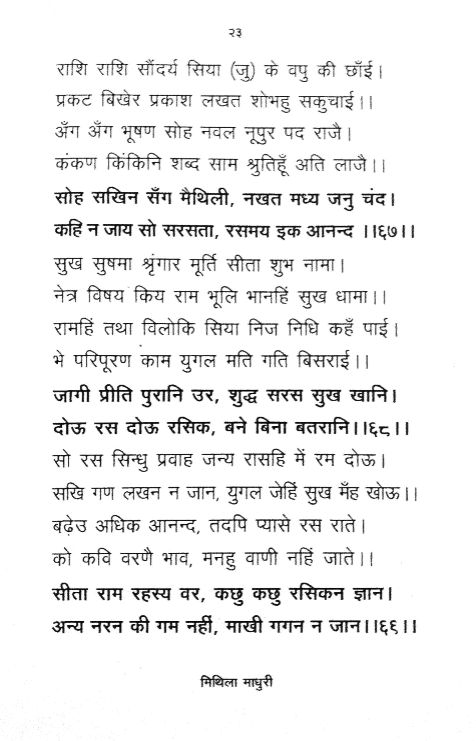 २३
राशि राशि सौंदर्य सिया (जु) के वपु की छाँई।
प्रकट बिखेर प्रकाश लखत शोभहु सकुचाई।।
अँग अँग भूषण सोह नवल नूपुर पद राजै।
कंकण किंकिनि शब्द साम श्रुतिहूँ अति लाजै।।
सोह सखिन सँग मैथिली, नखत मध्य जनु चंद।
कहि न जाय सो सरसता, रसमय इक आनन्द ।।६७।।
सुख सुषमा श्रृंगार मूर्ति सीता शुभ नामा।
नेत्र विषय किय राम भूलि भानहिं सुख धामा।।
रामहिं तथा विलोकि सिया निज निधि कहँ पाई।
भे परिपूरण काम युगल मति गति बिसराई।।
जागी प्रीति पुरानि उर, शुद्ध सरस सुख खानि।
दोऊ रस दोऊ रसिक, बने बिना बतरानि।।६८।।
सो रस सिन्धु प्रवाह जन्य रासहि में रम दोऊ।
सखि गण लखन न जान, युगल जेहिं सुख मँह खोऊ।।
बढ़ेउ अधिक आनन्द, तदपि प्यासे रस राते।
को कवि वरणै भाव, मनहु वाणी नहिं जाते।।
सीता राम रहस्य वर, कछु कछु रसिकन ज्ञान।
अन्य नरन की गम नहीं, माखी गगन न जान।।६९।।
मिथिला माधुरी